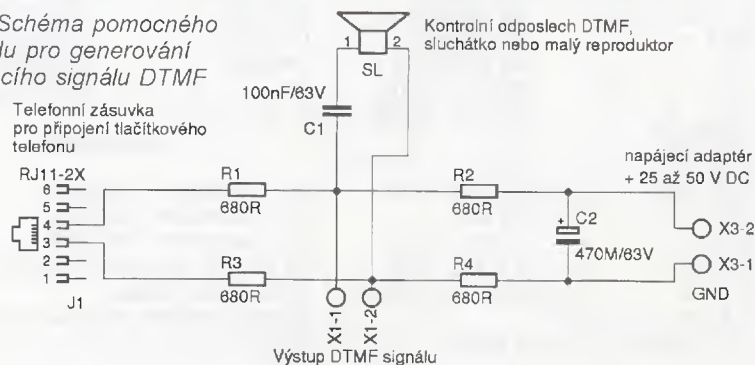 Schéma pomocného
du pro generování
cího signálu DTMF
Telefonní zásuvka
pro připojení tlačítkového
telefonu
RJ11-2X
6
5
4
3
2
1
J1
100nF/63V
C1
1
2
SL
Kontrolní odposlech DTMF,
sluchátko nebo malý reproduktor
R1
680R
R2
680R
R3
680R
R4
680R
+
C2
470M/63V
napájecí adaptér
+ 25 až 50 V DC
X3-2
X3-1
GND
X1-1
X1-2
Výstup DTMF signálu